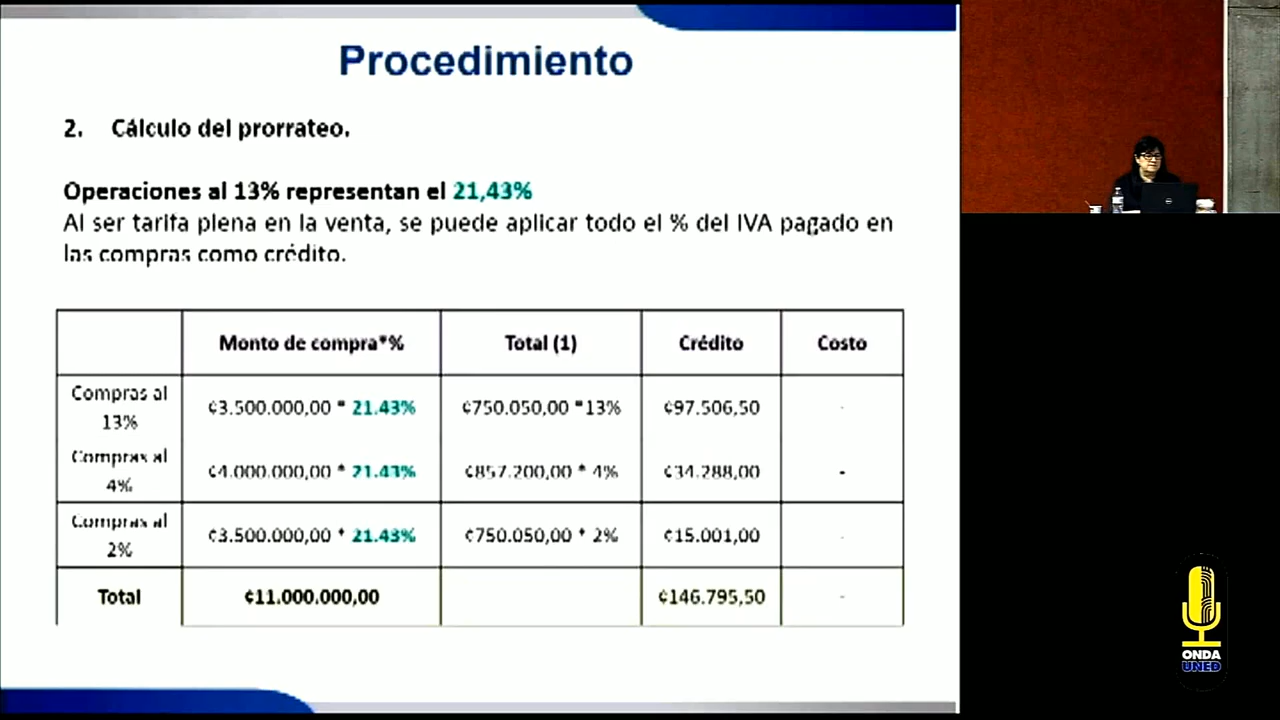 Procedimiento
2. Cálculo del prorrateo.
Operaciones al 13% representan el 21,43%
Al ser tarifa plena en la venta, se puede aplicar todo el % del IVA pagado en
las compras como crédito.
Monto de compra*% Total (1) Crédito Costo
Compras al
13% ¢3.500.000,00 * 21.43% ¢750.050,00 *13% ¢97.506,50 -
Compras al
4% ¢4.000.000,00 * 21.43% ¢857.200,00 * 4% ¢34.288,00 -
Compras al
2% ¢3.500.000,00 * 21.43% ¢750.050,00 * 2% ¢15.001,00 -
Total ¢11.000.000,00 ¢146.795,50 -
ONDA
UNED